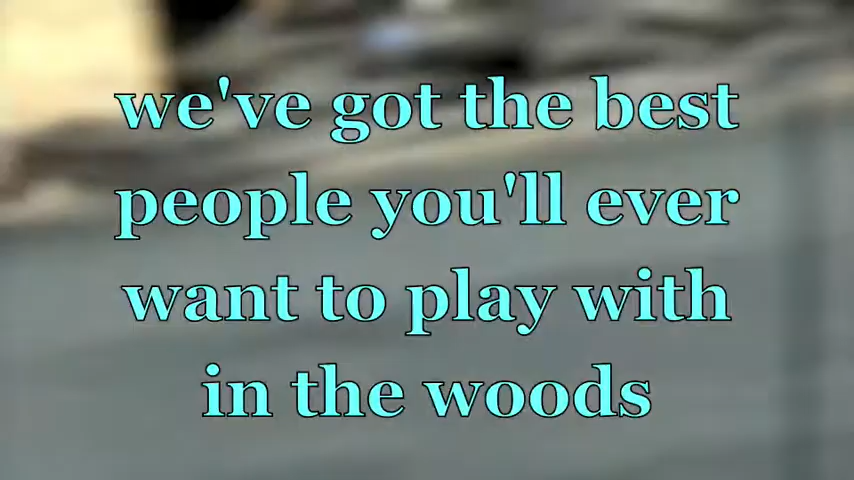 we've got the best
people you'll ever
want to play with
in the woods